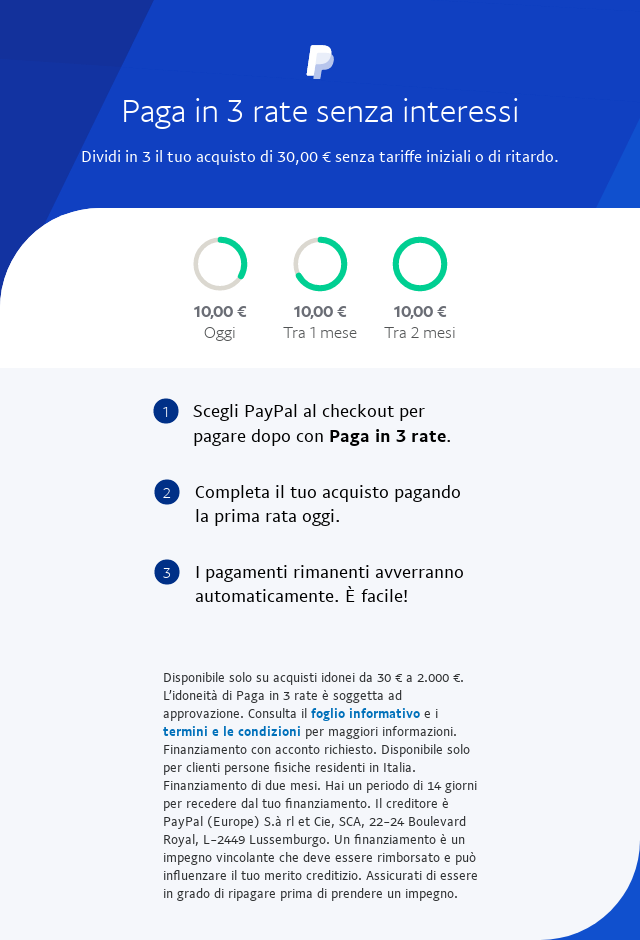 Paga in 3 rate senza interessi
Dividi in 3 il tuo acquisto di 30,00 € senza tariffe iniziali o di ritardo.
10,00 € 10,00 € 10,00 €
Oggi Tra 1 mese Tra 2 mesi
1 Scegli PayPal al checkout per
pagare dopo con Paga in 3 rate.
2 Completa il tuo acquisto pagando
la prima rata oggi.
3 I pagamenti rimanenti avverranno
automaticamente. È facile!
Disponibile solo su acquisti idonei da 30 € a 2.000 €.
L'idoneità di Paga in 3 rate è soggetta ad
approvazione. Consulta il foglio informativo e i
termini e le condizioni per maggiori informazioni.
Finanziamento con acconto richiesto. Disponibile solo
per clienti persone fisiche residenti in Italia.
Finanziamento di due mesi. Hai un periodo di 14 giorni
per recedere dal tuo finanziamento. Il creditore è
PayPal (Europe) S.à rl et Cie, SCA, 22-24 Boulevard
Royal, L-2449 Lussemburgo. Un finanziamento è un
impegno vincolante che deve essere rimborsato e può
influenzare il tuo merito creditizio. Assicurati di essere
in grado di ripagare prima di prendere un impegno.